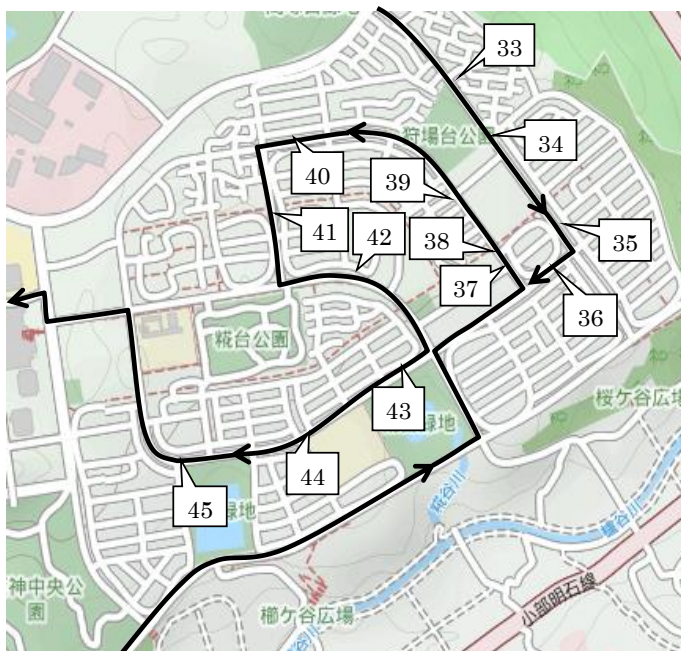 33
狩場台公園
34
40
39
41
42
38
35
37
36
糀台公園
43
緑地
桜ケ谷広場
44
糀谷川
45
緑地
櫨谷川
神中央公
園
小部明石線
櫛ケ谷広場